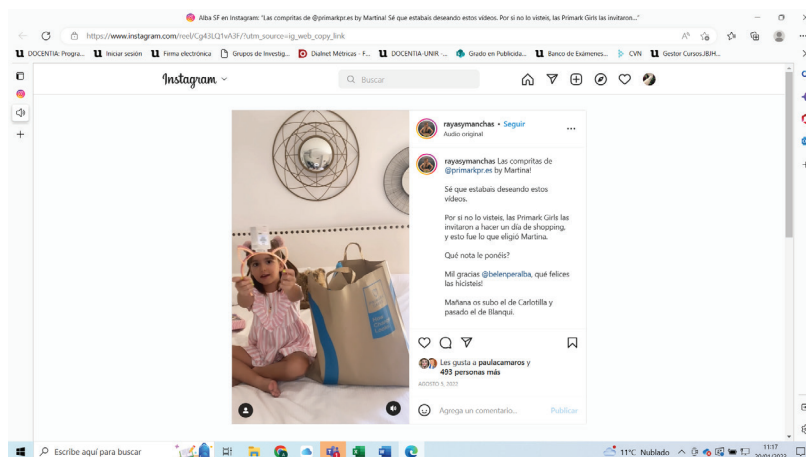 Alba SF en Instagram: "Las compritas de @primarkpr.es by Martina! Sé que estabais deseando estos vídeos. Por si no lo visteis, las Primark Girls las invitaron..."
https://www.instagram.com/reel/Cg43LQ1vA3F/?utm_source=ig_web_copy_link
DOCENTIA: Progra... Iniciar sesión Firma electrónica Grupos de Investig... Dialnet Métricas - F... DOCENTIA-UNIR -... Grado en Publicida... Banco de Exámenes... CVN Gestor CursosJBJH...
Instagram
Buscar
rayasymanchas • Seguir
Audio original
rayasymanchas Las compritas de
@primarkpr.es by Martina!
Sé que estabais deseando estos
vídeos.
Por si no lo visteis, las Primark Girls las
invitaron a hacer un día de shopping,
y esto fue lo que eligió Martina.
Qué nota le ponéis?
Mil gracias @belenperalba, qué felices
las hicisteis!
Mañana os subo el de Carlotilla y
pasado el de Blanqui.
Les gusta a paulacamaros y
493 personas más
AGOSTO 5, 2022
Agrega un comentario...
Publicar
Escribe aquí para buscar
11°C Nublado
11:17
20/01/2023